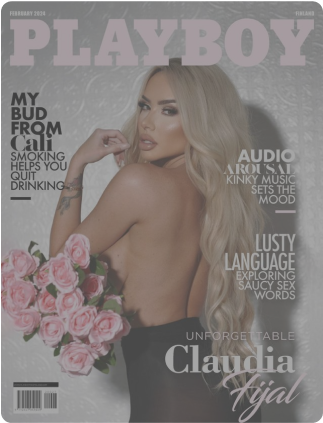 FEBRUARY 2024
FINLAND
PLAYBOY
MY
BUD
FROM
Cali
SMOKING
HELPS YOU
QUIT
DRINKING
AUDIO
AROUSAL
KINKY MUSIC
SETS THE
MOOD
LUSTY
LANGUAGE
EXPLORING
SAUCY SEX
WORDS
UNFORGETTABLE
Claudia
Fijal